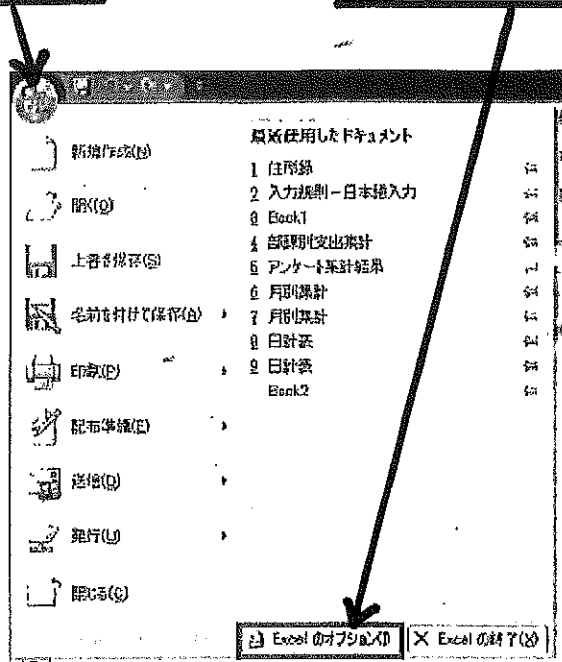 新規作成(N)
開く(O)
上書き保存(S)
名前を付けて保存(A)
印刷(P)
配布準備(E)
送信(D)
発行(U)
閉じる(C)
最近使用したドキュメント
1 住所録
2 入力規則－日本語入力
3 Book1
4 部課別支出集計
5 アンケート集計結果
6 月別集計
7 月別集計
8 日計表
9 日計表
Book2
Excel のオプション(I)
X Excel の終了(X)